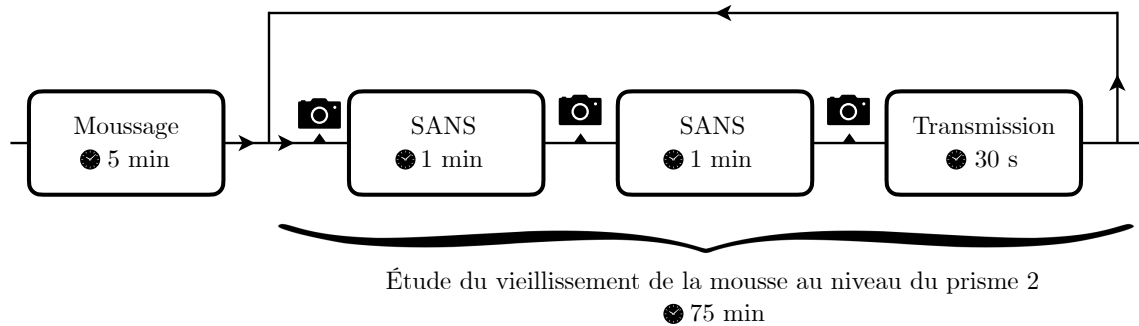 Moussage
5 min
SANS
1 min
SANS
1 min
Transmission
30 s
Étude du vieillissement de la mousse au niveau du prisme 2
75 min